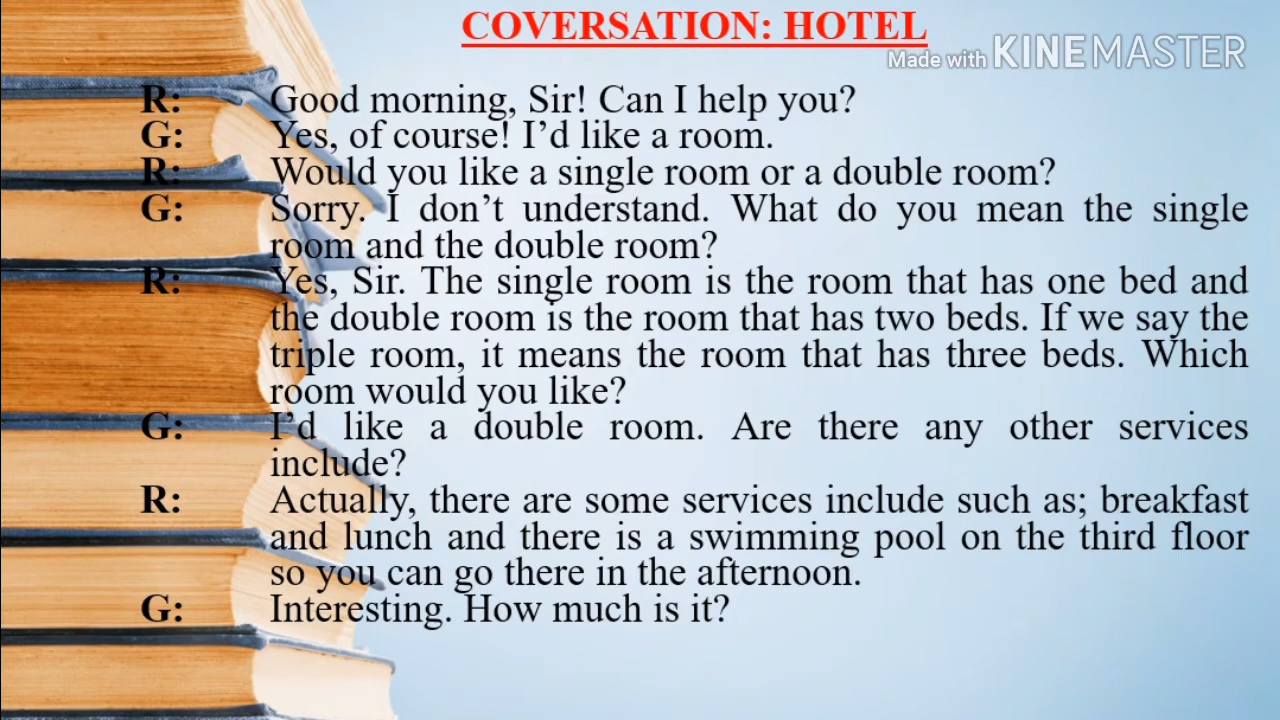 COVERSATION: HOTEL
Made with KINEMASTER
R: Good morning, Sir! Can I help you?
G: Yes, of course! I’d like a room.
R: Would you like a single room or a double room?
G: Sorry. I don’t understand. What do you mean the single
room and the double room?
R: Yes, Sir. The single room is the room that has one bed and
the double room is the room that has two beds. If we say the
triple room, it means the room that has three beds. Which
room would you like?
G: I’d like a double room. Are there any other services
include?
R: Actually, there are some services include such as; breakfast
and lunch and there is a swimming pool on the third floor
so you can go there in the afternoon.
G: Interesting. How much is it?